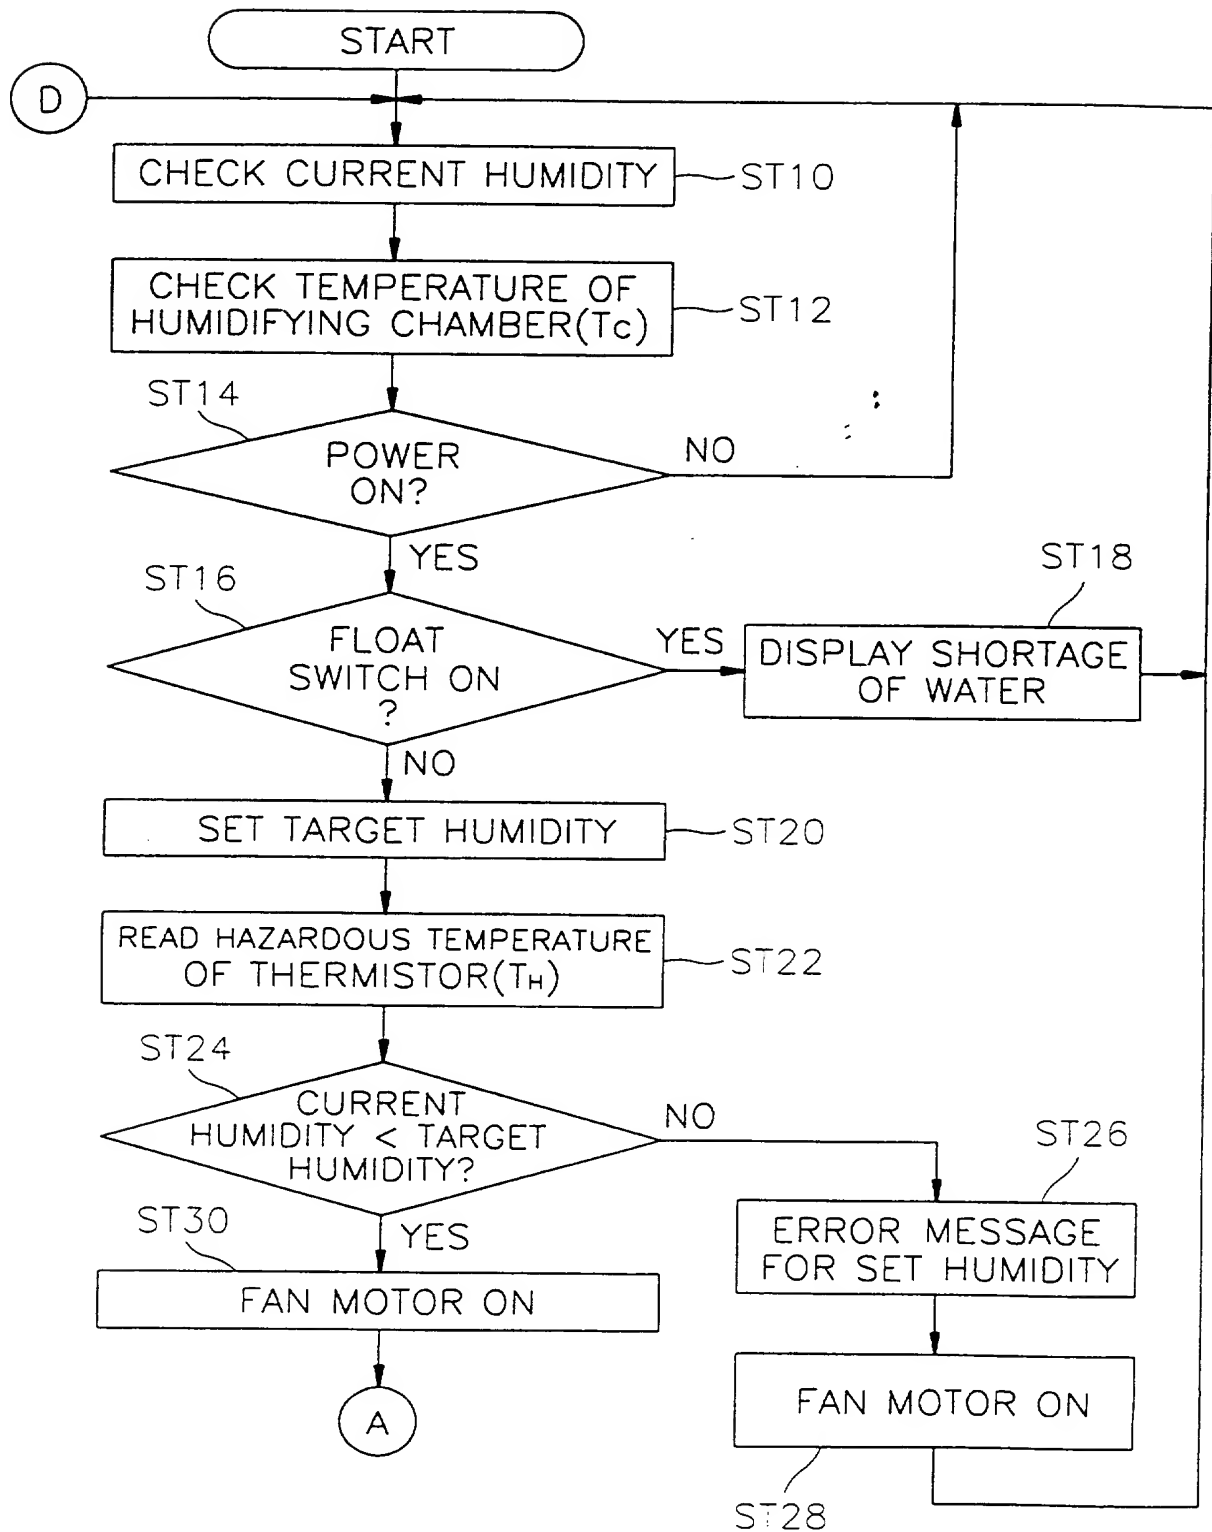 START
D
CHECK CURRENT HUMIDITY
ST10
CHECK TEMPERATURE OF
HUMIDIFYING CHAMBER(Tc)
ST12
ST14
POWER
ON?
NO
YES
ST16
FLOAT
SWITCH ON
?
YES
ST18
DISPLAY SHORTAGE
OF WATER
NO
SET TARGET HUMIDITY
ST20
READ HAZARDOUS TEMPERATURE
OF THERMISTOR(TH)
ST22
ST24
CURRENT
HUMIDITY < TARGET
HUMIDITY?
NO
ST26
ERROR MESSAGE
FOR SET HUMIDITY
YES
ST30
FAN MOTOR ON
FAN MOTOR ON
ST28
A